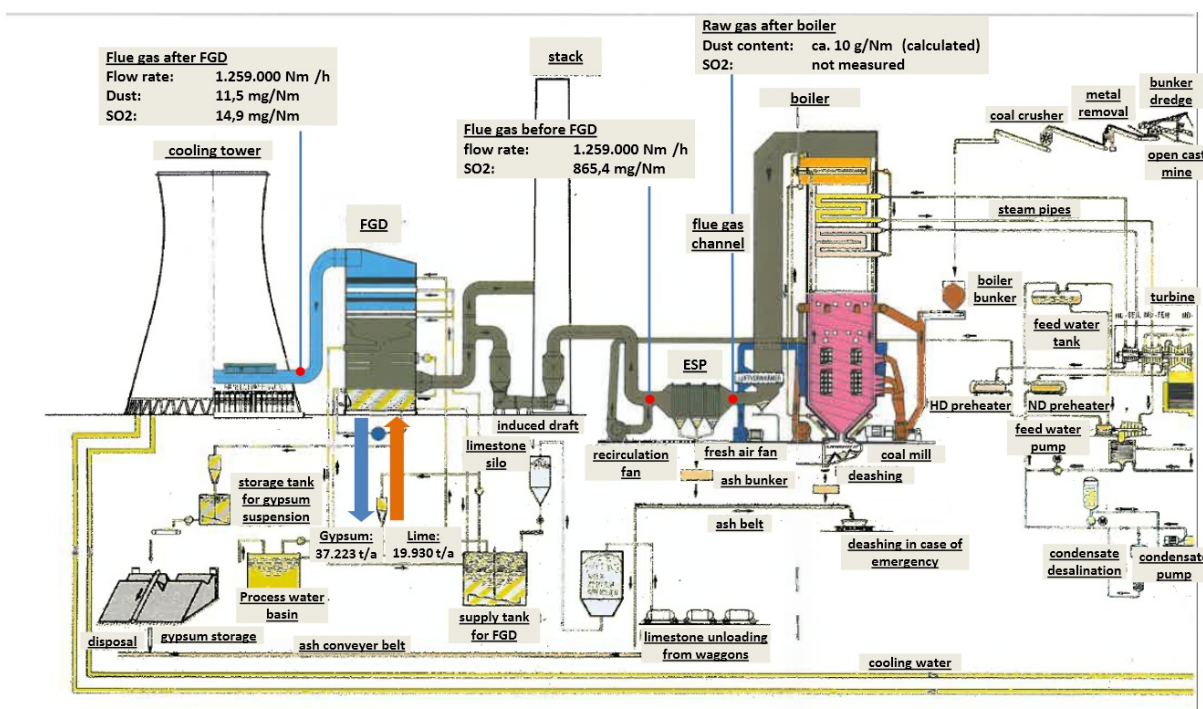 Flue gas after FGD
Flow rate: 1.259.000 Nm /h
Dust: 11,5 mg/Nm
SO2: 14,9 mg/Nm
Raw gas after boiler
Dust content: ca. 10 g/Nm (calculated)
SO2: not measured
stack
Flue gas before FGD
flow rate: 1.259.000 Nm /h
SO2: 865,4 mg/Nm
boiler
bunker
dredge
metal
removal
coal crusher
open cast
mine
cooling tower
FGD
flue gas
channel
steam pipes
boiler
bunker
turbine
feed water
tank
ESP
LUFTVORWÄRMER
HD preheater
ND preheater
induced draft
limestone
silo
recirculation
fan
fresh air fan
coal mill
feed water
pump
ash bunker
deashing
storage tank
for gypsum
suspension
Gypsum:
37.223 t/a
Lime:
19.930 t/a
ash belt
deashing in case of
emergency
condensate
desalination
condensate
pump
Process water
basin
supply tank
for FGD
disposal
gypsum storage
ash conveyer belt
limestone unloading
from waggons
cooling water